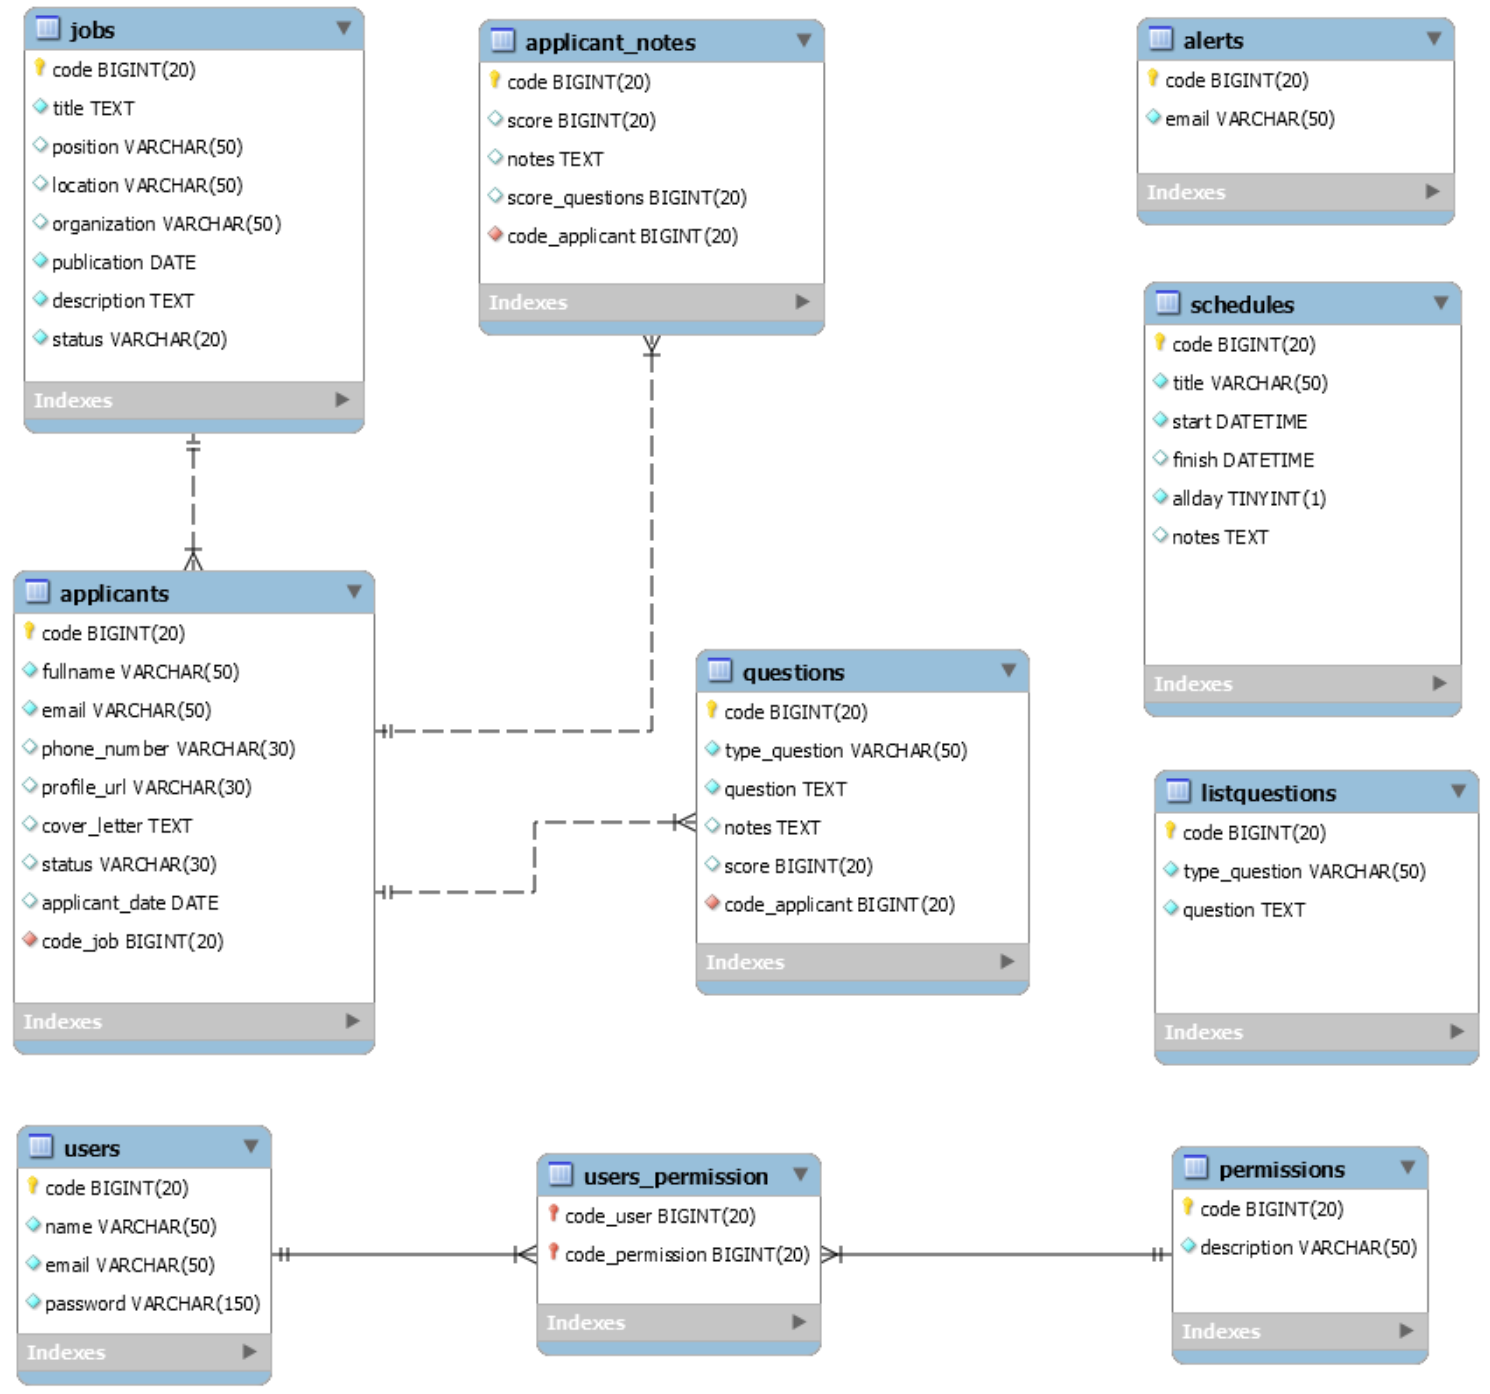 jobs
code BIGINT(20)
title TEXT
position VARCHAR(50)
location VARCHAR(50)
organization VARCHAR(50)
publication DATE
description TEXT
status VARCHAR(20)
Indexes
applicant_notes
code BIGINT(20)
score BIGINT(20)
notes TEXT
score_questions BIGINT(20)
code_applicant BIGINT(20)
Indexes
alerts
code BIGINT(20)
email VARCHAR(50)
Indexes
schedules
code BIGINT(20)
title VARCHAR(50)
start DATETIME
finish DATETIME
allday TINYINT(1)
notes TEXT
Indexes
applicants
code BIGINT(20)
fullname VARCHAR(50)
email VARCHAR(50)
phone_number VARCHAR(30)
profile_url VARCHAR(30)
cover_letter TEXT
status VARCHAR(30)
applicant_date DATE
code_job BIGINT(20)
Indexes
questions
code BIGINT(20)
type_question VARCHAR(50)
question TEXT
notes TEXT
score BIGINT(20)
code_applicant BIGINT(20)
Indexes
listquestions
code BIGINT(20)
type_question VARCHAR(50)
question TEXT
Indexes
users
code BIGINT(20)
name VARCHAR(50)
email VARCHAR(50)
password VARCHAR(150)
Indexes
users_permission
code_user BIGINT(20)
code_permission BIGINT(20)
Indexes
permissions
code BIGINT(20)
description VARCHAR(50)
Indexes